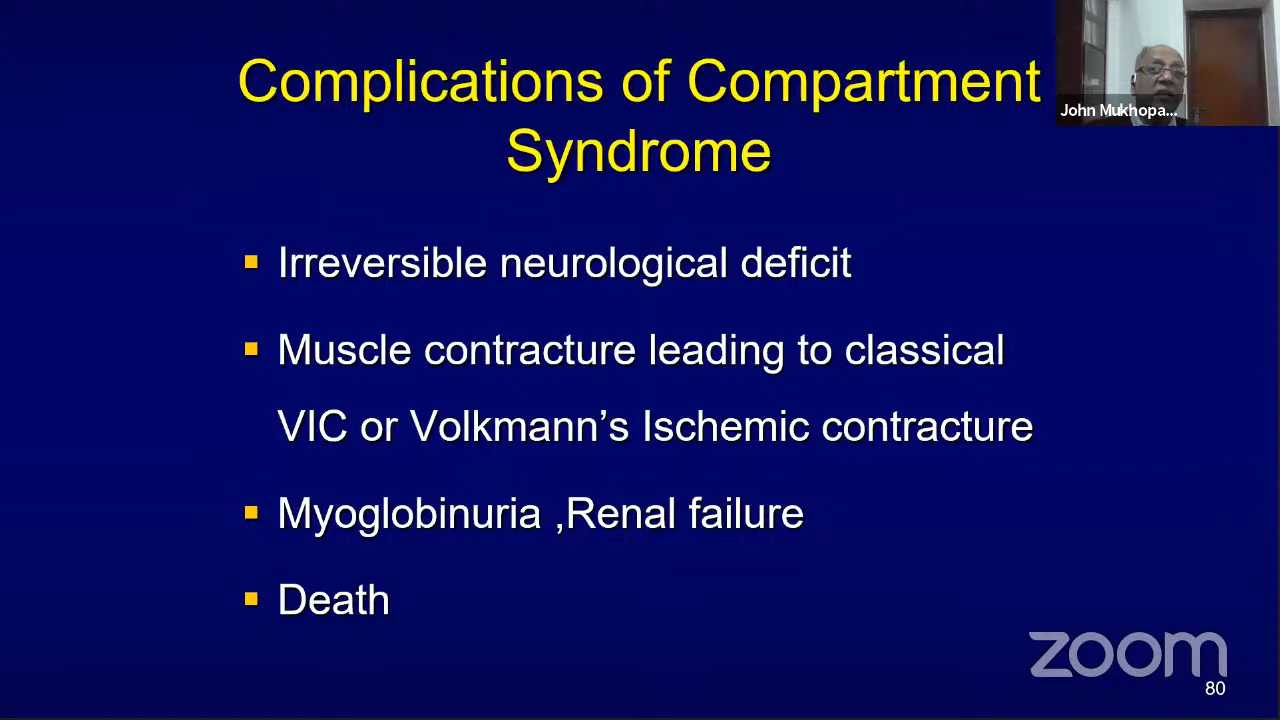 Complications of Compartment
Syndrome
John Mukhopa...
▪ Irreversible neurological deficit
▪ Muscle contracture leading to classical
VIC or Volkmann’s Ischemic contracture
▪ Myoglobinuria ,Renal failure
▪ Death
zoom
80